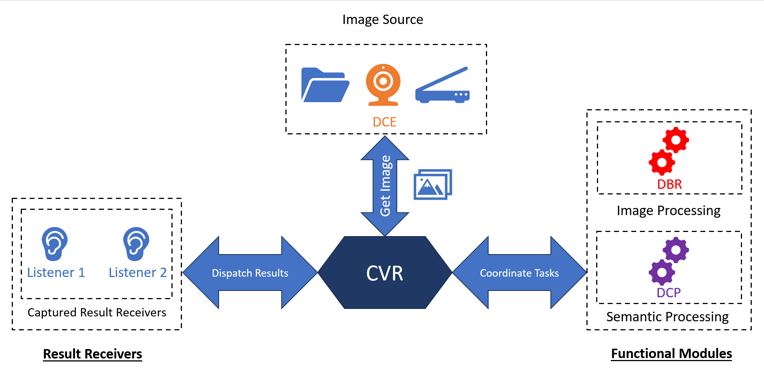 Image Source
DCE
Get Image
DBR
Image Processing
Listener 1
Listener 2
Dispatch Results
CVR
Coordinate Tasks
DCP
Captured Result Receivers
Semantic Processing
Result Receivers
Functional Modules